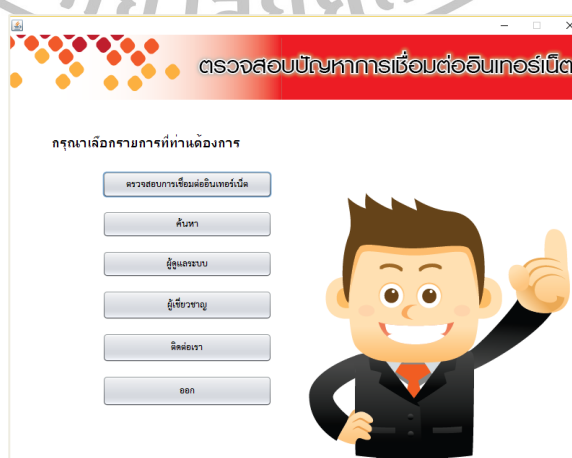 ตรวจสอบปัญหาการเชื่อมต่ออินเทอร์เน็ต
กรุณาเลือกรายการที่ท่านต้องการ
ตรวจสอบการเชื่อมต่ออินเทอร์เน็ต
ค้นหา
ผู้ดูแลระบบ
ผู้เชี่ยวชาญ
ติดต่อเรา
ออก